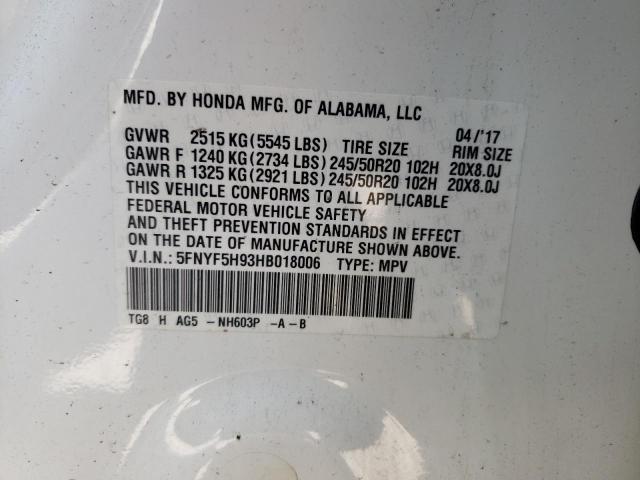 MFD. BY HONDA MFG. OF ALABAMA, LLC 04/'17
GVWR 2515 KG(5545 LBS) TIRE SIZE RIM SIZE
GAWR F 1240 KG(2734 LBS) 245/50R20 102H 20X8.0J
GAWR R 1325 KG(2921 LBS) 245/50R20 102H 20X8.0J
THIS VEHICLE CONFORMS TO ALL APPLICABLE
FEDERAL MOTOR VEHICLE SAFETY
AND THEFT PREVENTION STANDARDS IN EFFECT
ON THE DATE OF MANUFACTURE SHOWN ABOVE.
V.I.N.: 5FNYF5H93HB018006 TYPE: MPV
TG8 H AG5 -NH603P -A-B